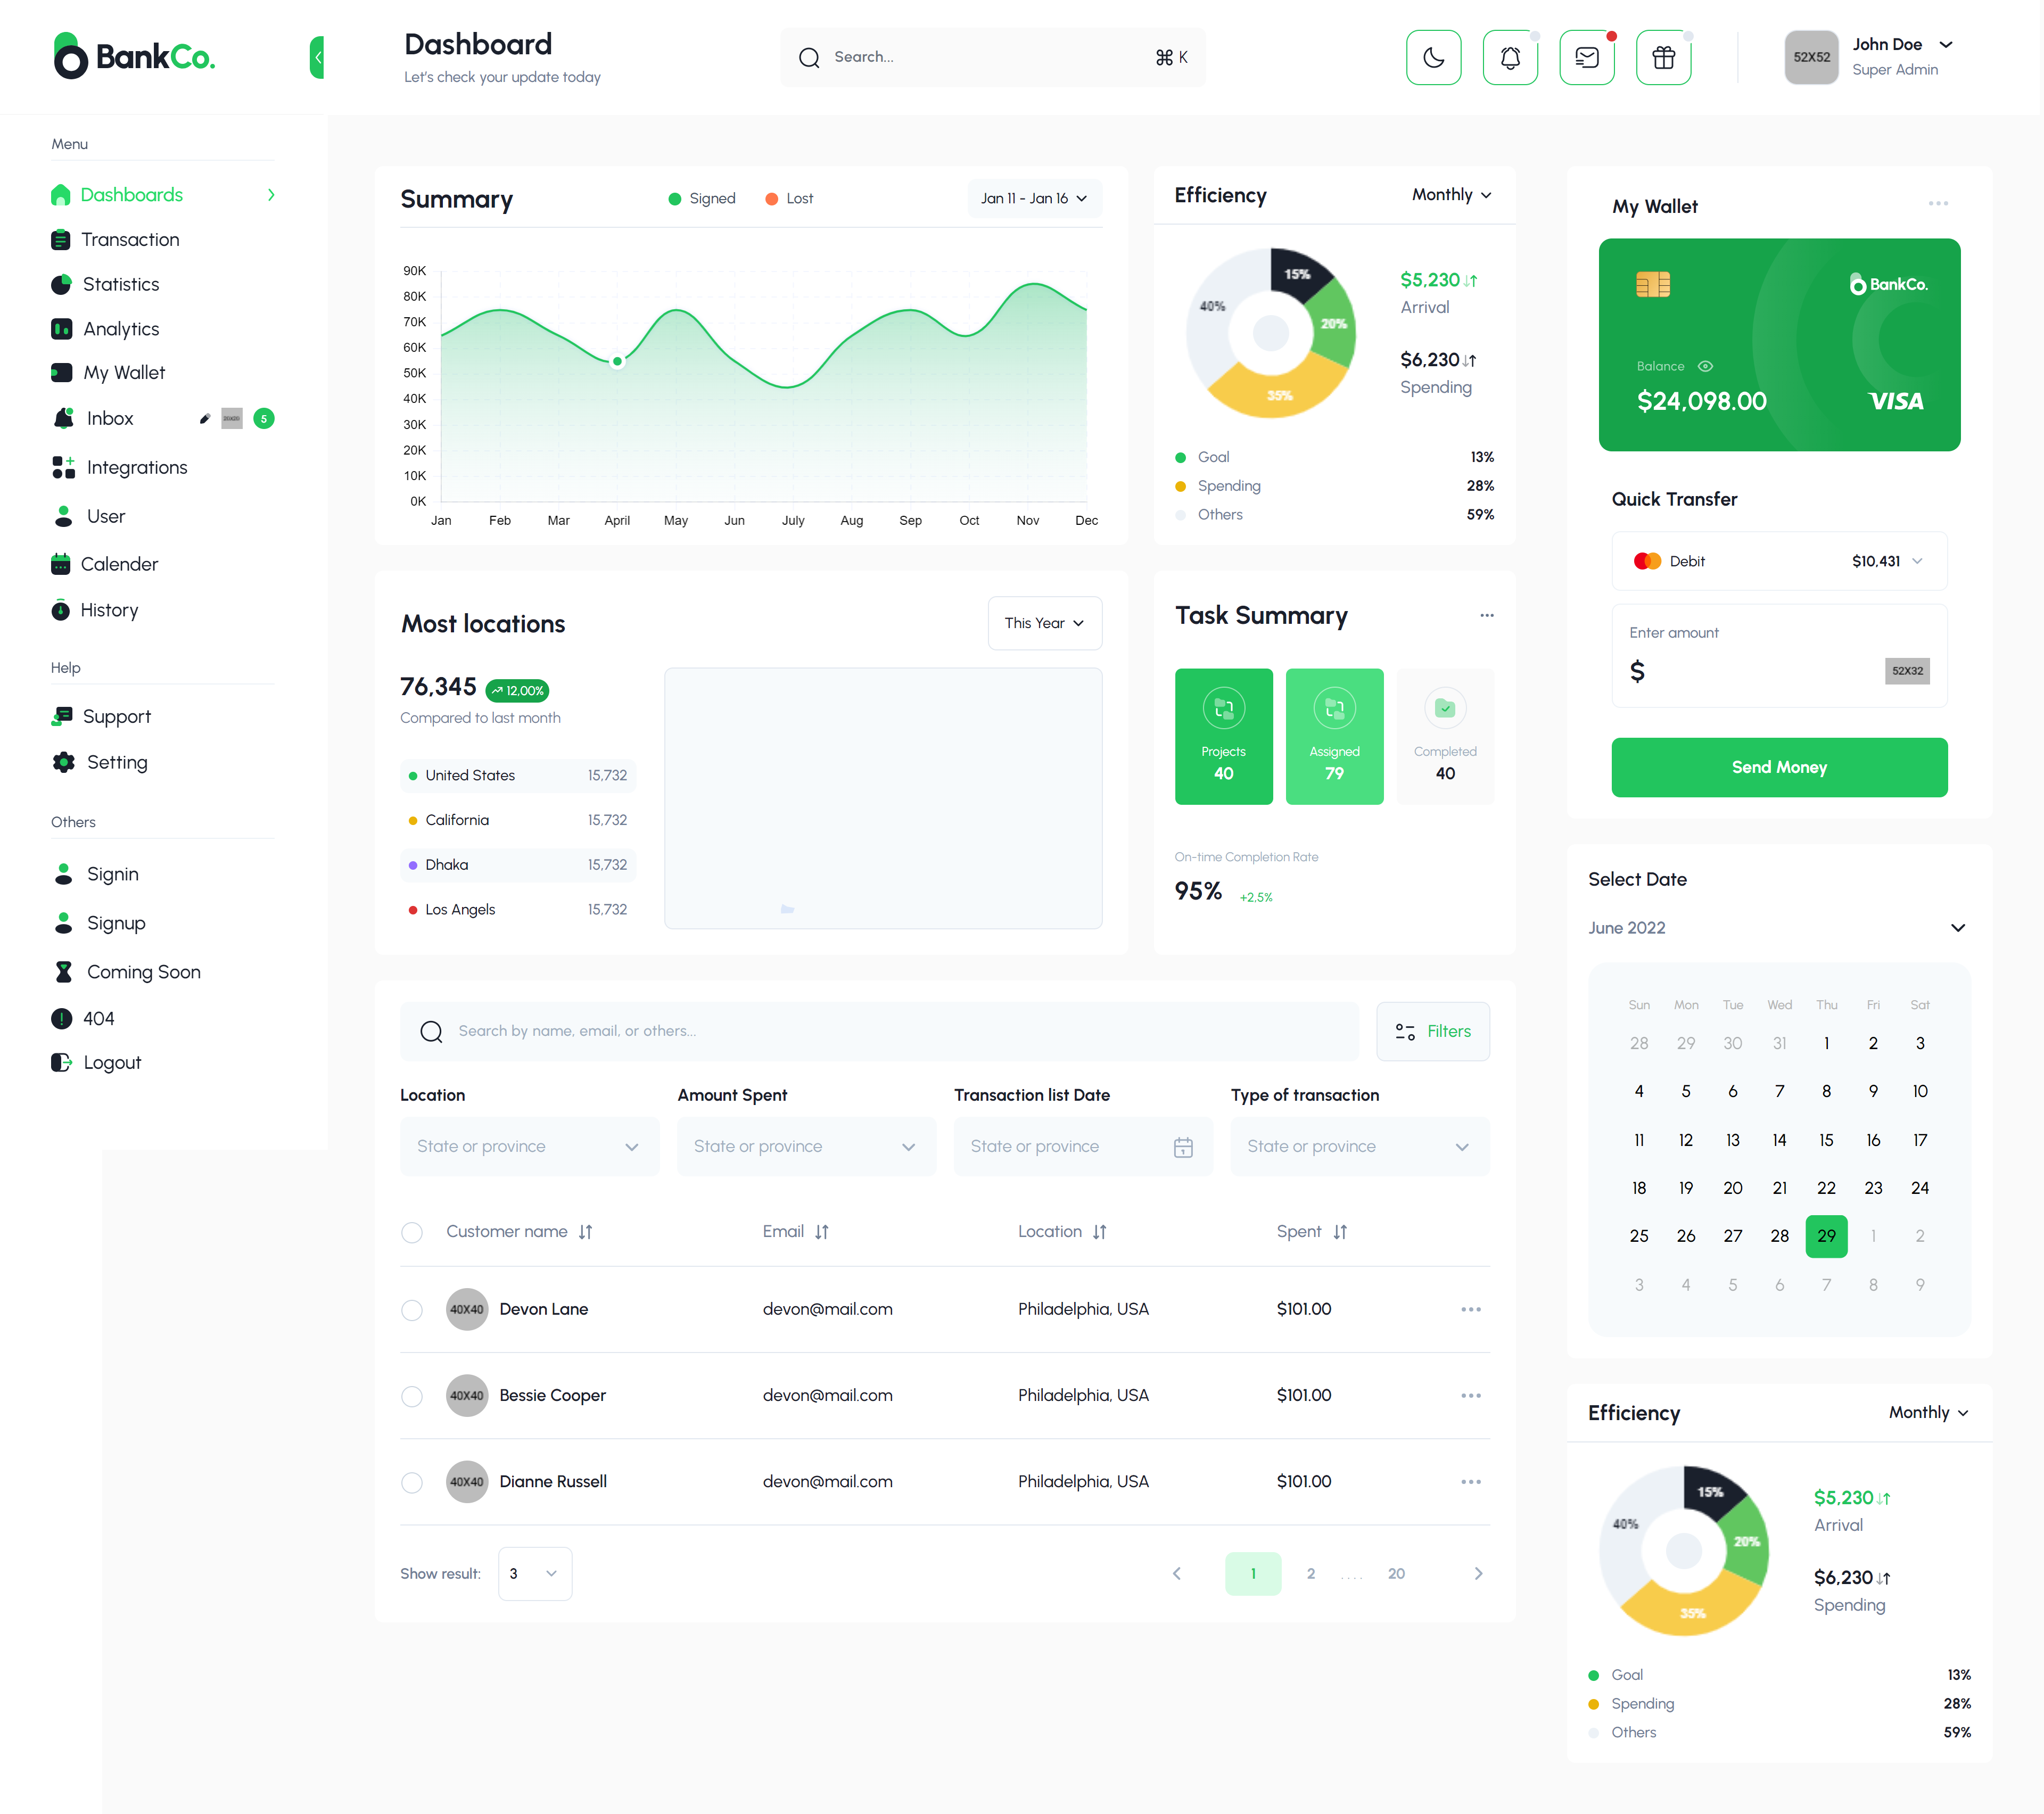 BankCo.
Dashboard
Let's check your update today
Search...
⌘ K
52X52
John Doe
Super Admin
Menu
Dashboards
Transaction
Statistics
Analytics
My Wallet
Inbox
5
Integrations
User
Calender
History
Help
Support
Setting
Others
Signin
Signup
Coming Soon
404
Logout
Summary
Signed
Lost
Jan 11 - Jan 16
90K
80K
70K
60K
50K
40K
30K
20K
10K
0K
Jan Feb Mar April May Jun July Aug Sep Oct Nov Dec
Efficiency
Monthly
15%
20%
35%
40%
$5,230
Arrival
$6,230
Spending
Goal 13%
Spending 28%
Others 59%
My Wallet
BankCo.
Balance
$24,098.00
VISA
Quick Transfer
Debit $10,431
Enter amount
$
52X32
Send Money
Most locations
This Year
76,345
12,00%
Compared to last month
United States 15,732
California 15,732
Dhaka 15,732
Los Angels 15,732
Task Summary
Projects
40
Assigned
79
Completed
40
On-time Completion Rate
95% +2,5%
Select Date
June 2022
Sun Mon Tue Wed Thu Fri Sat
28 29 30 31 1 2 3
4 5 6 7 8 9 10
11 12 13 14 15 16 17
18 19 20 21 22 23 24
25 26 27 28 29 1 2
3 4 5 6 7 8 9
Search by name, email, or others...
Filters
Location
State or province
Amount Spent
State or province
Transaction list Date
State or province
Type of transaction
State or province
Customer name Email Location Spent
40X40 Devon Lane devon@mail.com Philadelphia, USA $101.00
40X40 Bessie Cooper devon@mail.com Philadelphia, USA $101.00
40X40 Dianne Russell devon@mail.com Philadelphia, USA $101.00
Show result: 3
1 2 .... 20
Efficiency
Monthly
15%
20%
35%
40%
$5,230
Arrival
$6,230
Spending
Goal 13%
Spending 28%
Others 59%